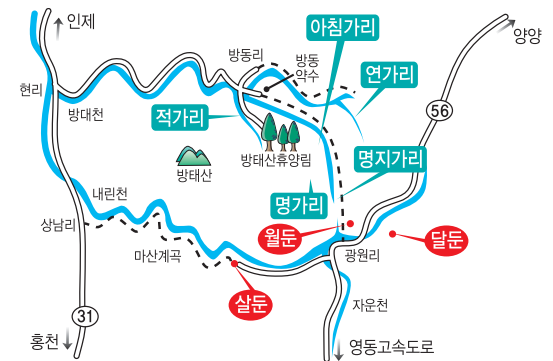 인제
아침가리
양양
방동리
방동
약수
연가리
현리
방대천
56
적가리
방태산휴양림
명지가리
방태산
내린천
명가리
상남리
월둔
달둔
마산계곡
광원리
살둔
자운천
31
홍천
영동고속도로